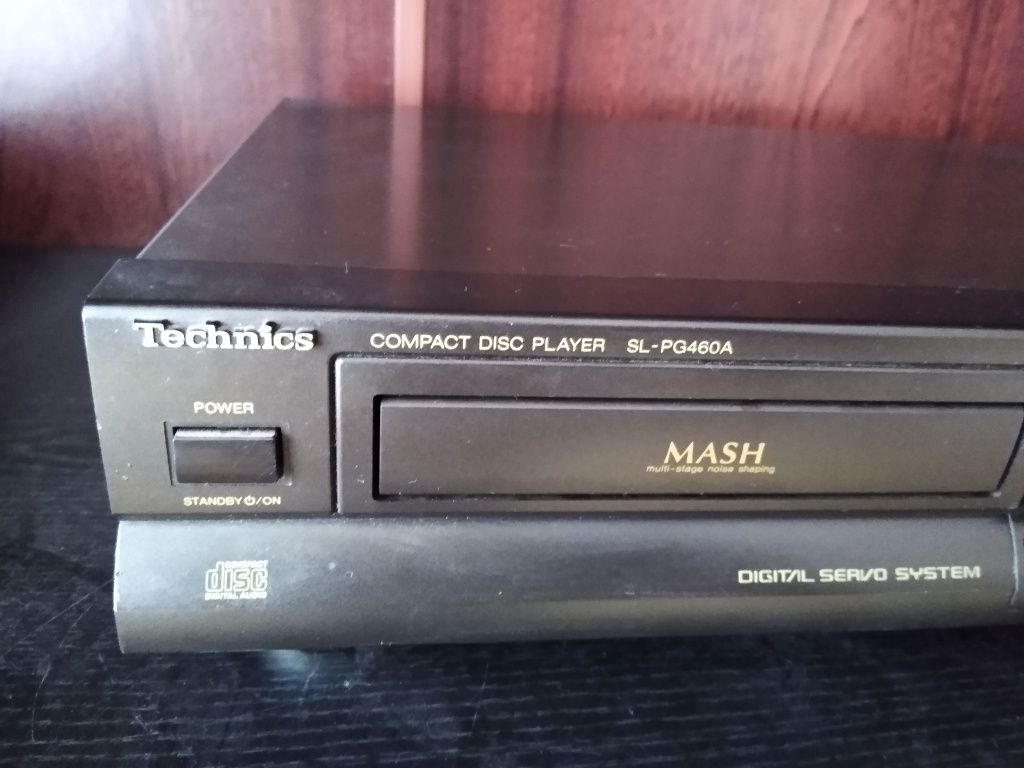 Technics
COMPACT DISC PLAYER SL-PG460A
POWER
STANDBY⏻/ON
MASH
multi-stage noise shaping
COMPACT
disc
DIGITAL AUDIO
DIGITAL SERVO SYSTEM